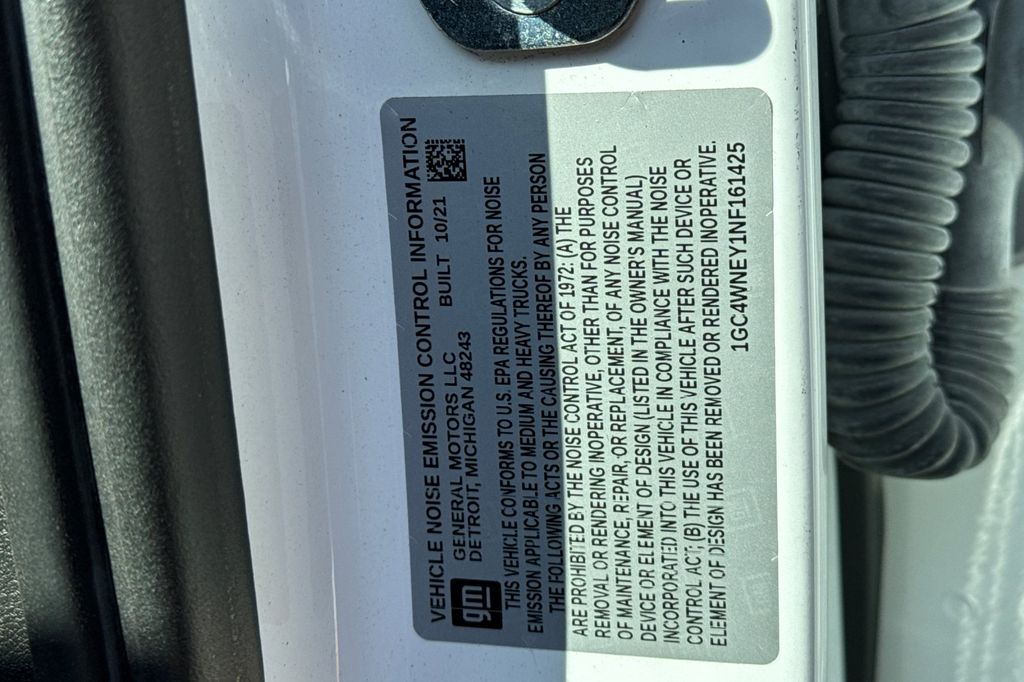 VEHICLE NOISE EMISSION CONTROL INFORMATION
gm
GENERAL MOTORS LLC BUILT 10/21
DETROIT, MICHIGAN 48243
THIS VEHICLE CONFORMS TO U.S. EPA REGULATIONS FOR NOISE
EMISSION APPLICABLE TO MEDIUM AND HEAVY TRUCKS.
THE FOLLOWING ACTS OR THE CAUSING THEREOF BY ANY PERSON
ARE PROHIBITED BY THE NOISE CONTROL ACT OF 1972: (A) THE
REMOVAL OR RENDERING INOPERATIVE, OTHER THAN FOR PURPOSES
OF MAINTENANCE, REPAIR, OR REPLACEMENT, OF ANY NOISE CONTROL
DEVICE OR ELEMENT OF DESIGN (LISTED IN THE OWNER'S MANUAL)
INCORPORATED INTO THIS VEHICLE IN COMPLIANCE WITH THE NOISE
CONTROL ACT; (B) THE USE OF THIS VEHICLE AFTER SUCH DEVICE OR
ELEMENT OF DESIGN HAS BEEN REMOVED OR RENDERED INOPERATIVE.
1GC4WNEY1NF161425